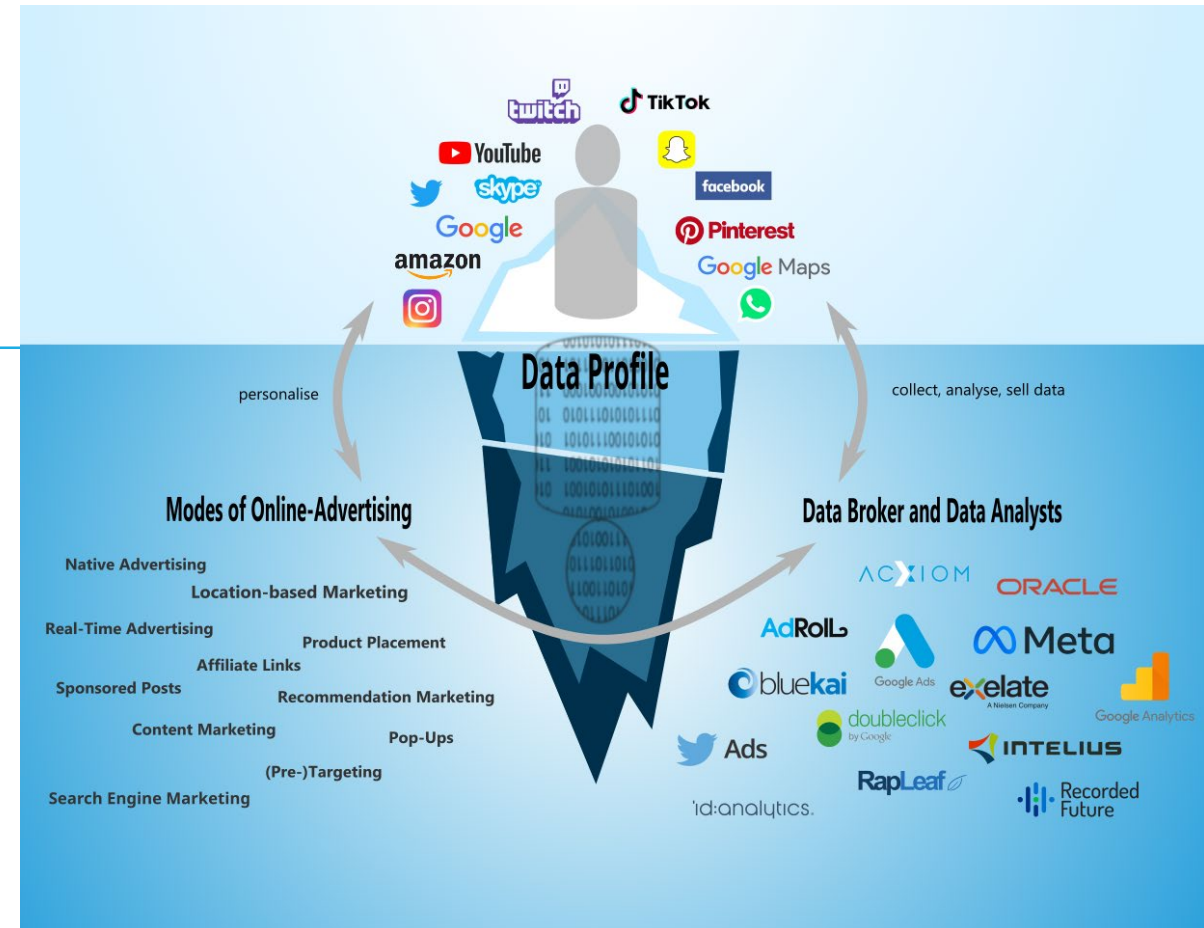 twitch
TikTok
YouTube
skype
facebook
Google
Pinterest
amazon
Google Maps
Data Profile
personalise
collect, analyse, sell data
Modes of Online-Advertising
Native Advertising
Location-based Marketing
Real-Time Advertising
Product Placement
Affiliate Links
Sponsored Posts
Recommendation Marketing
Content Marketing
Pop-Ups
(Pre-)Targeting
Search Engine Marketing
Data Broker and Data Analysts
ACXIOM
ORACLE
AdRoll
Google Ads
Meta
bluekai
exelate
A Nielsen Company
Google Analytics
doubleclick
by Google
INTELIUS
Ads
RapLeaf
id:analytics.
Recorded
Future